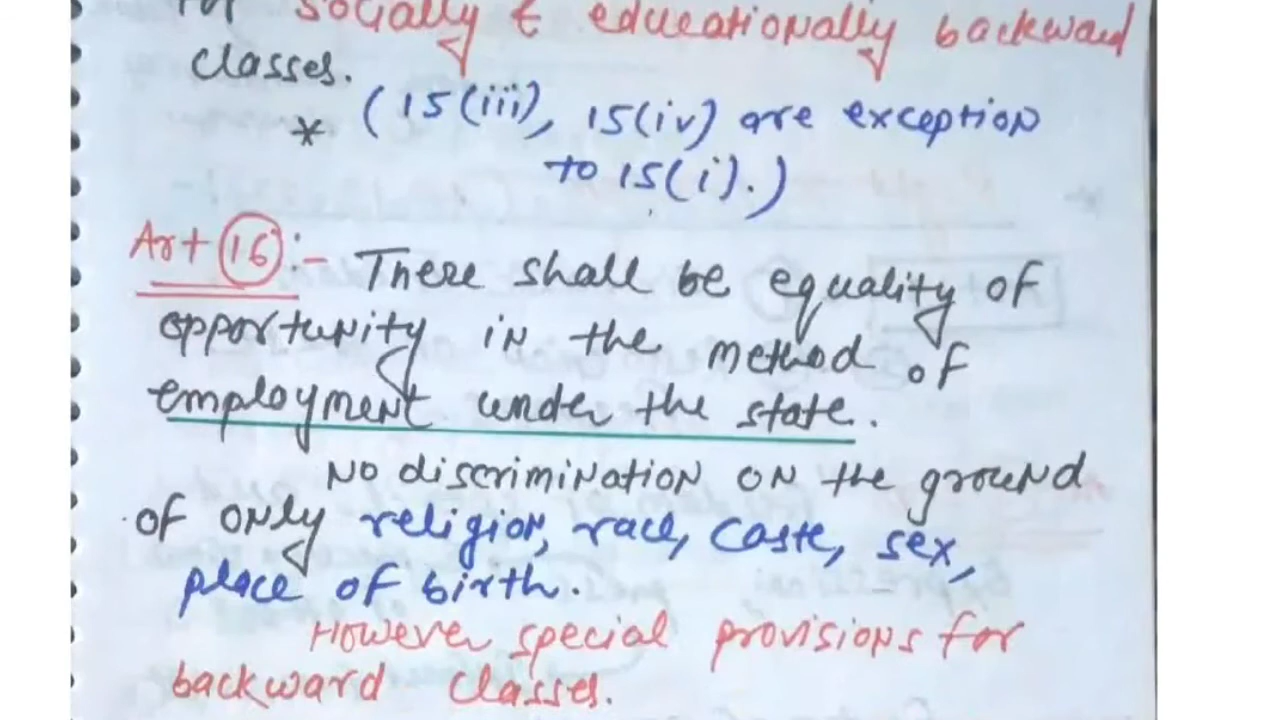 for socially & educationally backward
classes.
* (15(iii), 15(iv) are exception
to 15(i).)
Art 16 :- There shall be equality of
opportunity in the method of
employment under the state.
No discrimination on the ground
of only religion, race, caste, sex,
place of birth.
However special provisions for
backward classes.